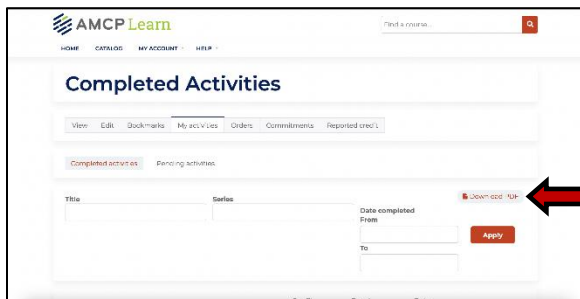 AMCP Learn
Find a course...
HOME CATALOG MY ACCOUNT HELP
Completed Activities
View Edit Bookmarks My activities Orders Commitments Reported credit
Completed activities Pending activities
Download PDF
Title Series
Date completed
From
Apply
To